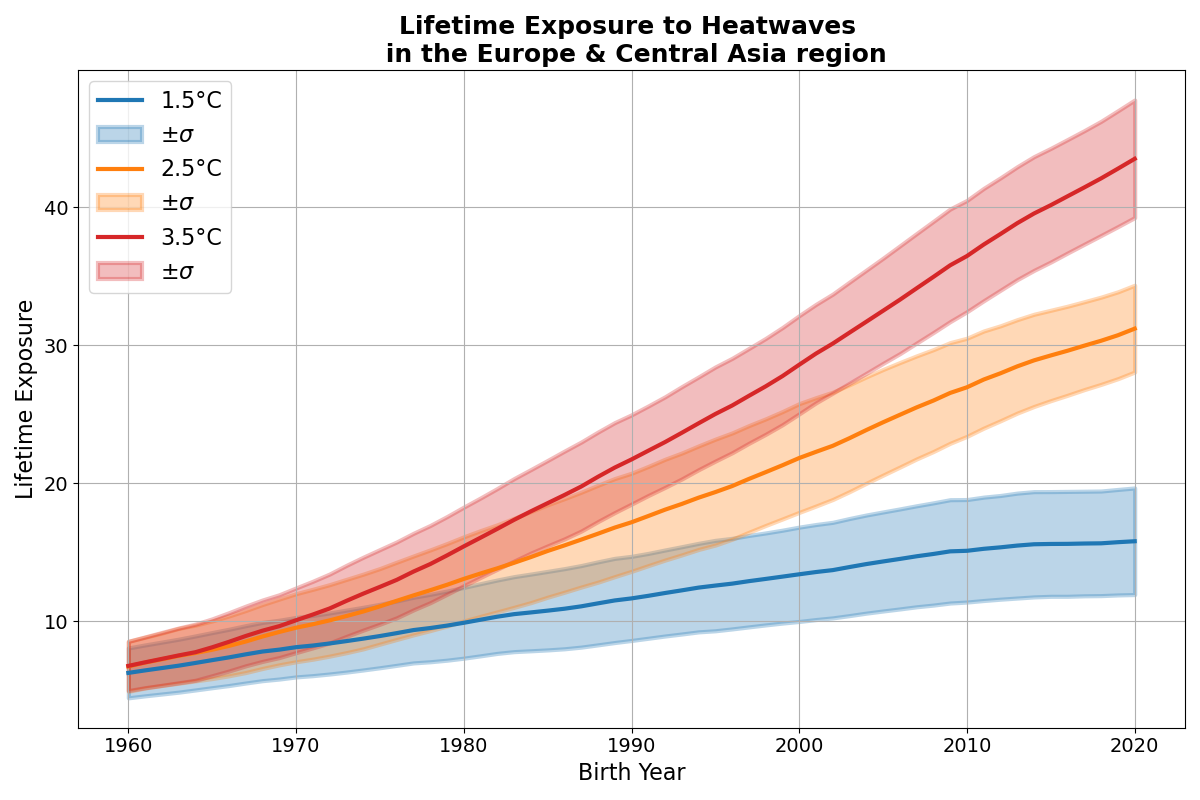 Lifetime Exposure to Heatwaves
in the Europe & Central Asia region
1.5°C
±σ
2.5°C
±σ
3.5°C
±σ
Lifetime Exposure
40
30
20
10
1960 1970 1980 1990 2000 2010 2020
Birth Year